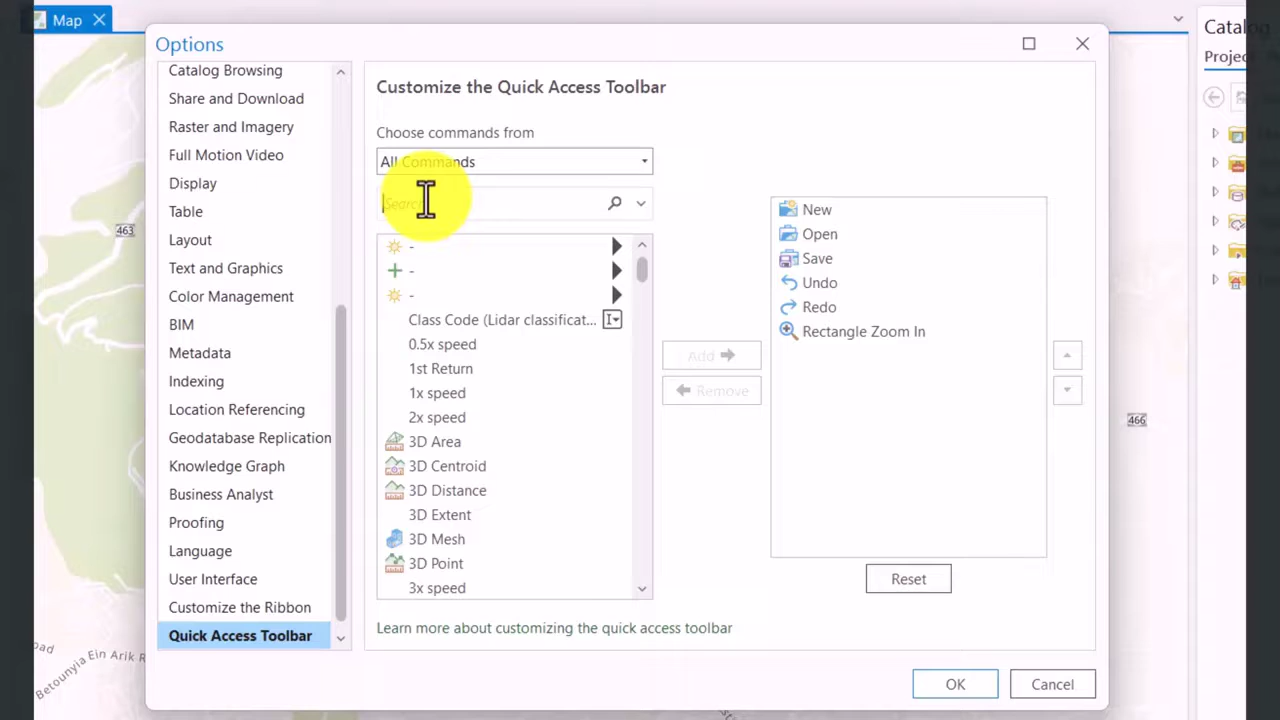 Map
Options
Catalog
Project
Catalog Browsing
Share and Download
Raster and Imagery
Full Motion Video
Display
Table
Layout
Text and Graphics
Color Management
BIM
Metadata
Indexing
Location Referencing
Geodatabase Replication
Knowledge Graph
Business Analyst
Proofing
Language
User Interface
Customize the Ribbon
Quick Access Toolbar
Customize the Quick Access Toolbar
Choose commands from
All Commands
Search
-
-
-
Class Code (Lidar classificat...
0.5x speed
1st Return
1x speed
2x speed
3D Area
3D Centroid
3D Distance
3D Extent
3D Mesh
3D Point
3x speed
Add
Remove
New
Open
Save
Undo
Redo
Rectangle Zoom In
Reset
Learn more about customizing the quick access toolbar
OK
Cancel
463
466
oad
Betounyia Ein Arik R